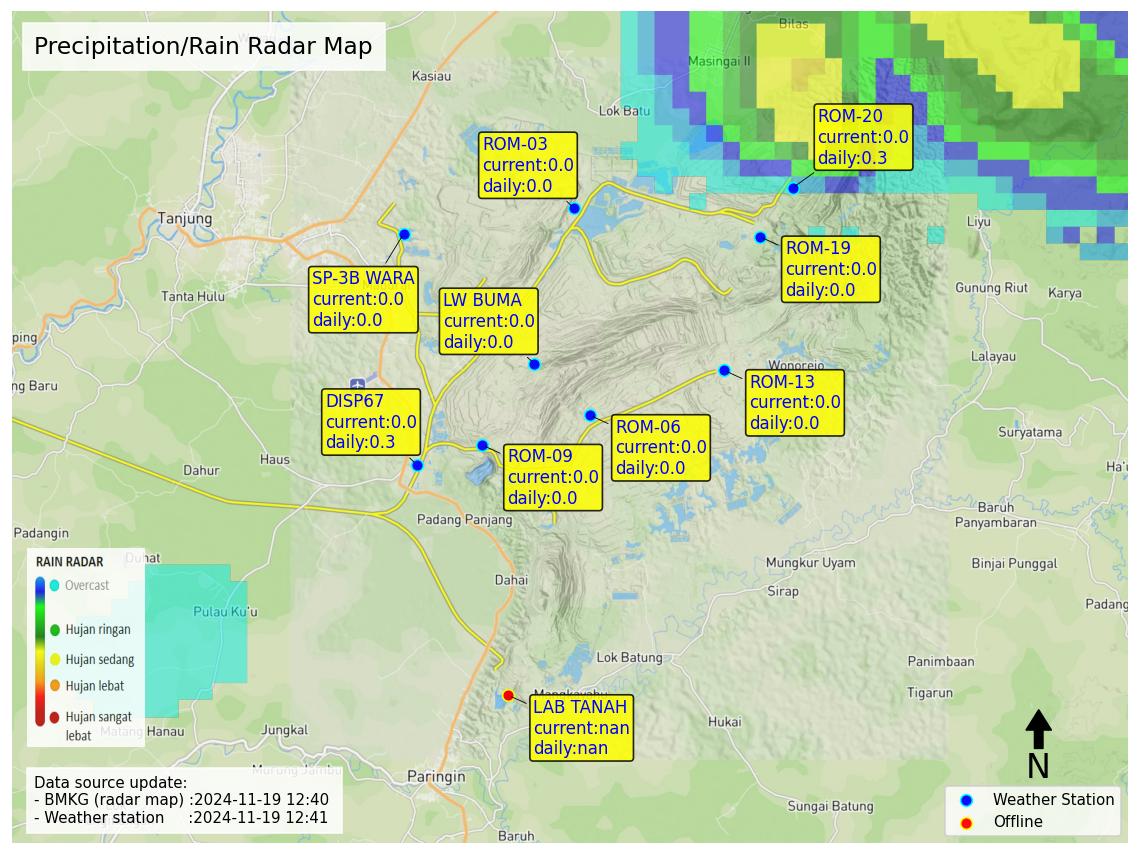 Precipitation/Rain Radar Map
Bilas
Masingai II
Kasiau
Lok Batu
ROM-20
current:0.0
daily:0.3
ROM-03
current:0.0
daily:0.0
Tanjung
Liyu
ROM-19
current:0.0
daily:0.0
SP-3B WARA
current:0.0
daily:0.0
Tanta Hulu
LW BUMA
current:0.0
daily:0.0
Gunung Riut
Karya
ping
Lalayau
Wonorejo
ng Baru
ROM-13
current:0.0
daily:0.0
DISP67
current:0.0
daily:0.3
ROM-06
current:0.0
daily:0.0
Suryatama
ROM-09
current:0.0
daily:0.0
Haus
Dahur
Ha'u
Baruh
Panyambaran
Padang Panjang
Padangin
Duhat
Mungkur Uyam
Binjai Punggal
Dahai
Sirap
Padang
RAIN RADAR
Overcast
Hujan ringan
Hujan sedang
Hujan lebat
Hujan sangat
lebat
Pulau Ku'u
Lok Batung
Panimbaan
Tigarun
Mangkayahu
LAB TANAH
current:nan
daily:nan
Matang Hanau
Jungkal
Hukai
N
Murung Jambu
Paringin
Data source update:
- BMKG (radar map) :2024-11-19 12:40
- Weather station :2024-11-19 12:41
Sungai Batung
Baruh
Weather Station
Offline